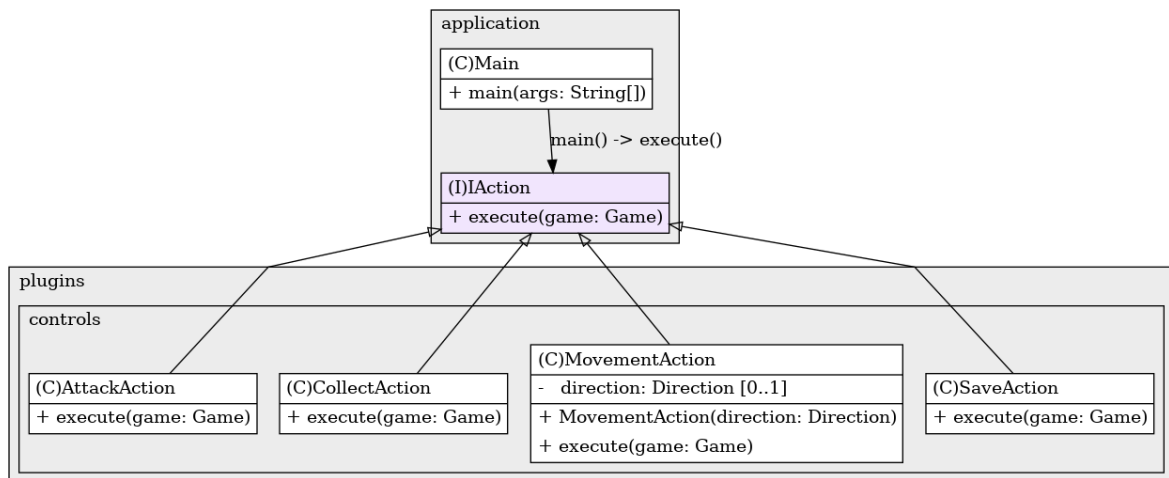 application
(C)Main
+ main(args: String[])
main() -> execute()
(I)IAction
+ execute(game: Game)
plugins
controls
(C)AttackAction
+ execute(game: Game)
(C)CollectAction
+ execute(game: Game)
(C)MovementAction
- direction: Direction [0..1]
+ MovementAction(direction: Direction)
+ execute(game: Game)
(C)SaveAction
+ execute(game: Game)